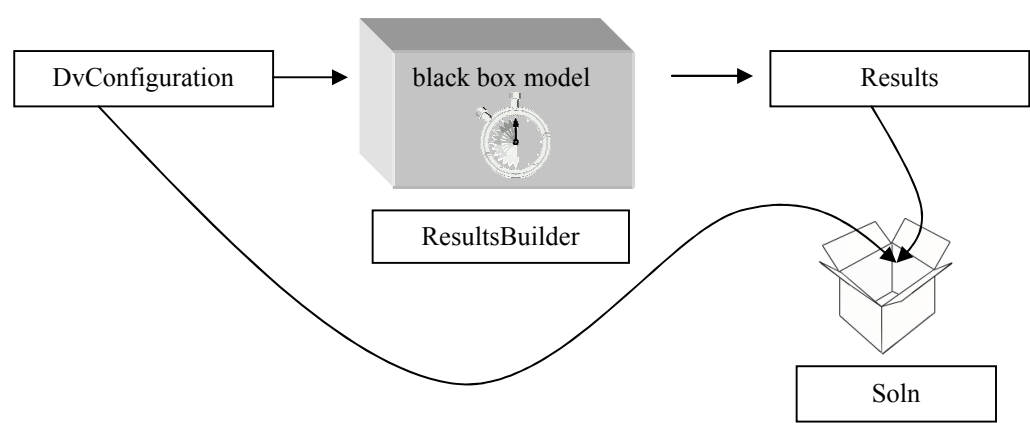 DvConfiguration
black box model
Results
ResultsBuilder
Soln